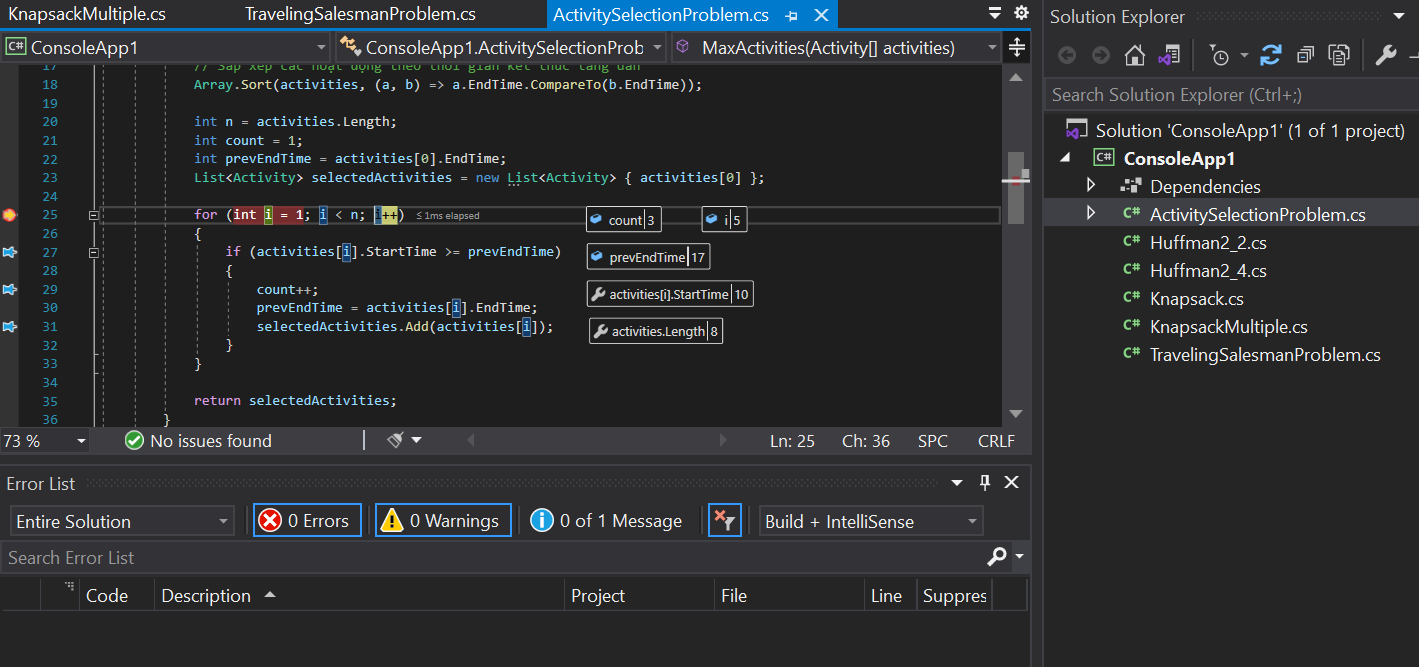 KnapsackMultiple.cs TravelingSalesmanProblem.cs ActivitySelectionProblem.cs
C# ConsoleApp1 ConsoleApp1.ActivitySelectionProb MaxActivities(Activity[] activities)
17 // Sắp xếp các hoạt động theo thời gian kết thúc tăng dần
18 Array.Sort(activities, (a, b) => a.EndTime.CompareTo(b.EndTime));
19
20 int n = activities.Length;
21 int count = 1;
22 int prevEndTime = activities[0].EndTime;
23 List<Activity> selectedActivities = new List<Activity> { activities[0] };
24
25 for (int i = 1; i < n; i++) ≤ 1ms elapsed count 3 i 5
26 {
27 if (activities[i].StartTime >= prevEndTime) prevEndTime 17
28 {
29 count++; activities[i].StartTime 10
30 prevEndTime = activities[i].EndTime;
31 selectedActivities.Add(activities[i]); activities.Length 8
32 }
33 }
34
35 return selectedActivities;
36 }
73 % No issues found Ln: 25 Ch: 36 SPC CRLF
Error List
Entire Solution 0 Errors 0 Warnings 0 of 1 Message Build + IntelliSense
Search Error List
Code Description Project File Line Suppres
Solution Explorer
Search Solution Explorer (Ctrl+;)
Solution 'ConsoleApp1' (1 of 1 project)
C# ConsoleApp1
Dependencies
C# ActivitySelectionProblem.cs
C# Huffman2_2.cs
C# Huffman2_4.cs
C# Knapsack.cs
C# KnapsackMultiple.cs
C# TravelingSalesmanProblem.cs